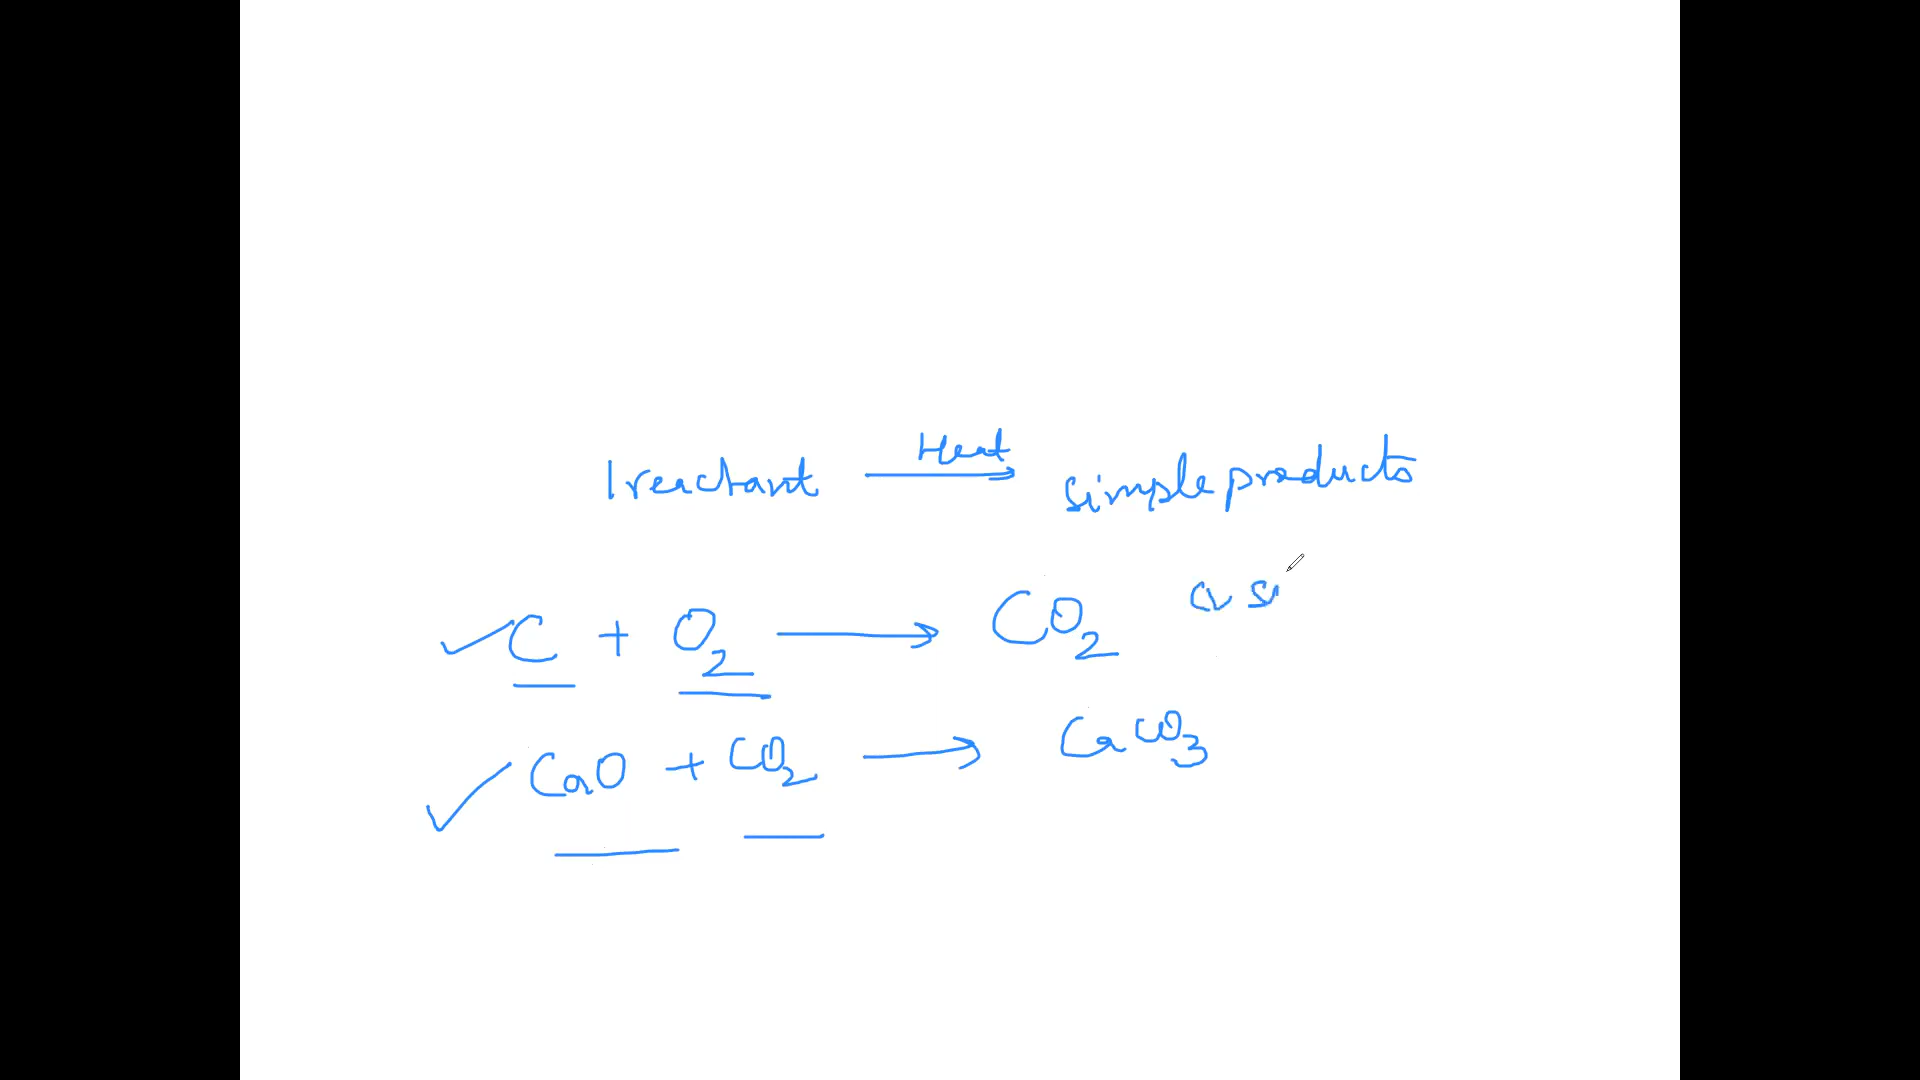 1 reactant Heat → simple products
C + O₂ → CO₂ a
CaO + CO₂ → CaCO₃